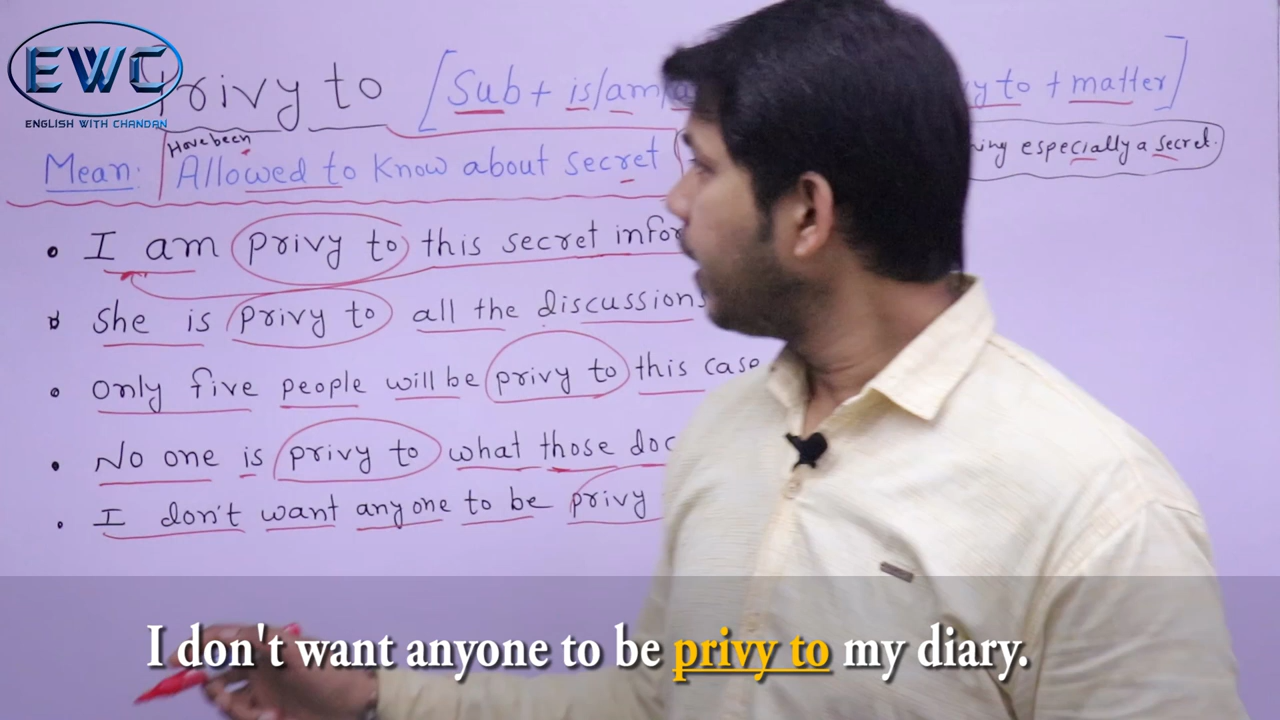 EWC
ENGLISH WITH CHANDAN
Privy to [Sub + is/am/ to + matter]
Have been
Mean: Allowed to know about secret especially a secret.
• I am privy to this secret
• She is privy to all the discussions
• Only five people will be privy to this case
• No one is privy to what those
• I don't want anyone to be privy
I don't want anyone to be privy to my diary.